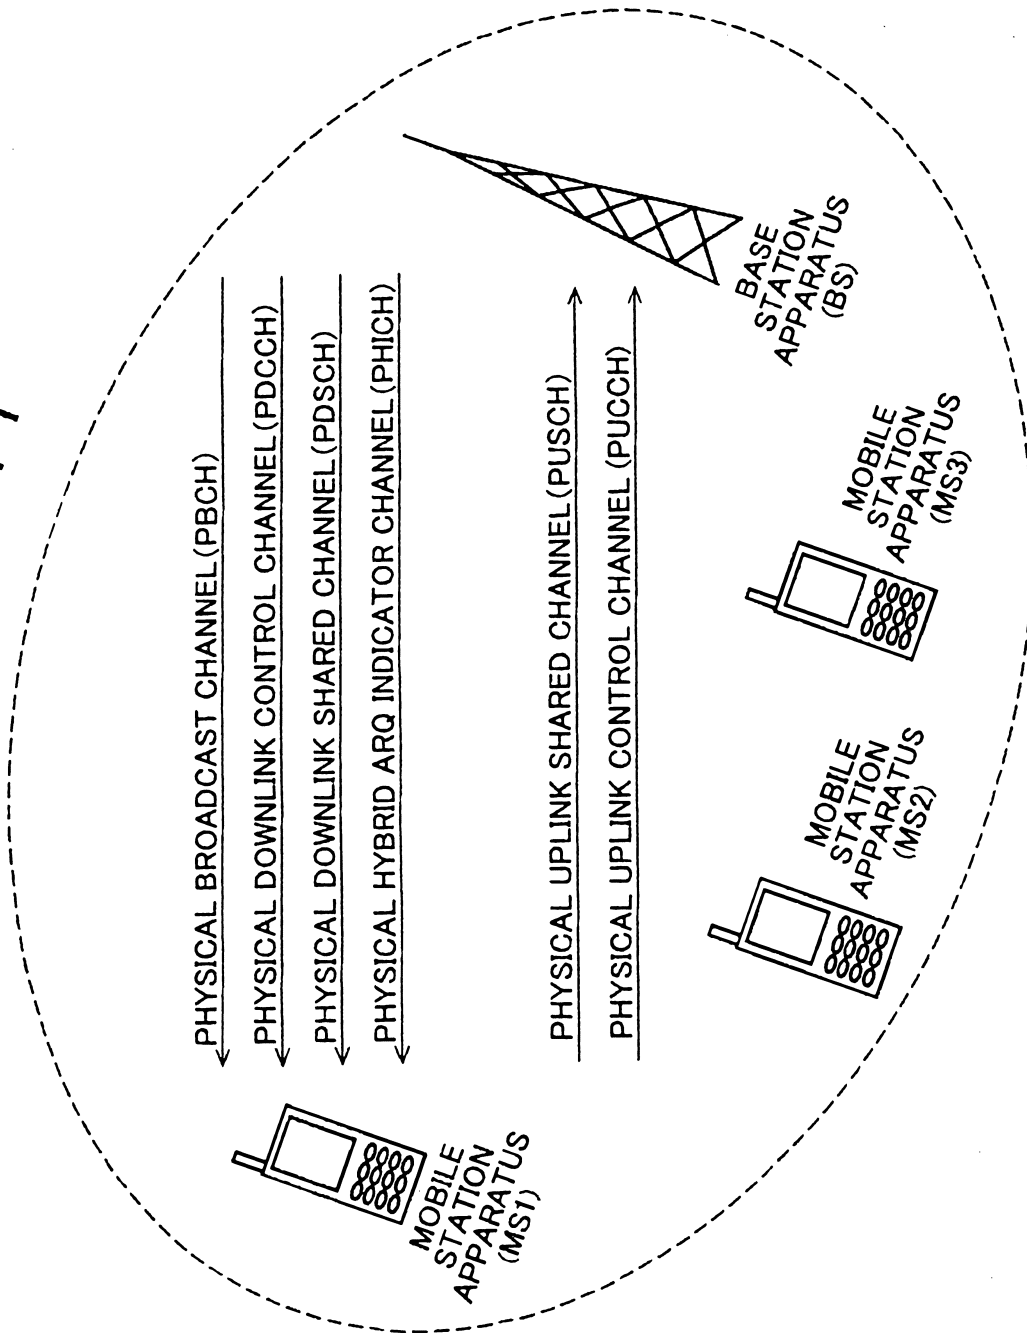 PHYSICAL BROADCAST CHANNEL(PBCH)
PHYSICAL DOWNLINK CONTROL CHANNEL(PDCCH)
PHYSICAL DOWNLINK SHARED CHANNEL(PDSCH)
PHYSICAL HYBRID ARQ INDICATOR CHANNEL(PHICH)
PHYSICAL UPLINK SHARED CHANNEL(PUSCH)
PHYSICAL UPLINK CONTROL CHANNEL (PUCCH)
MOBILE
STATION
APPARATUS
(MS1)
BASE
STATION
APPARATUS
(BS)
MOBILE
STATION
APPARATUS
(MS2)
MOBILE
STATION
APPARATUS
(MS3)